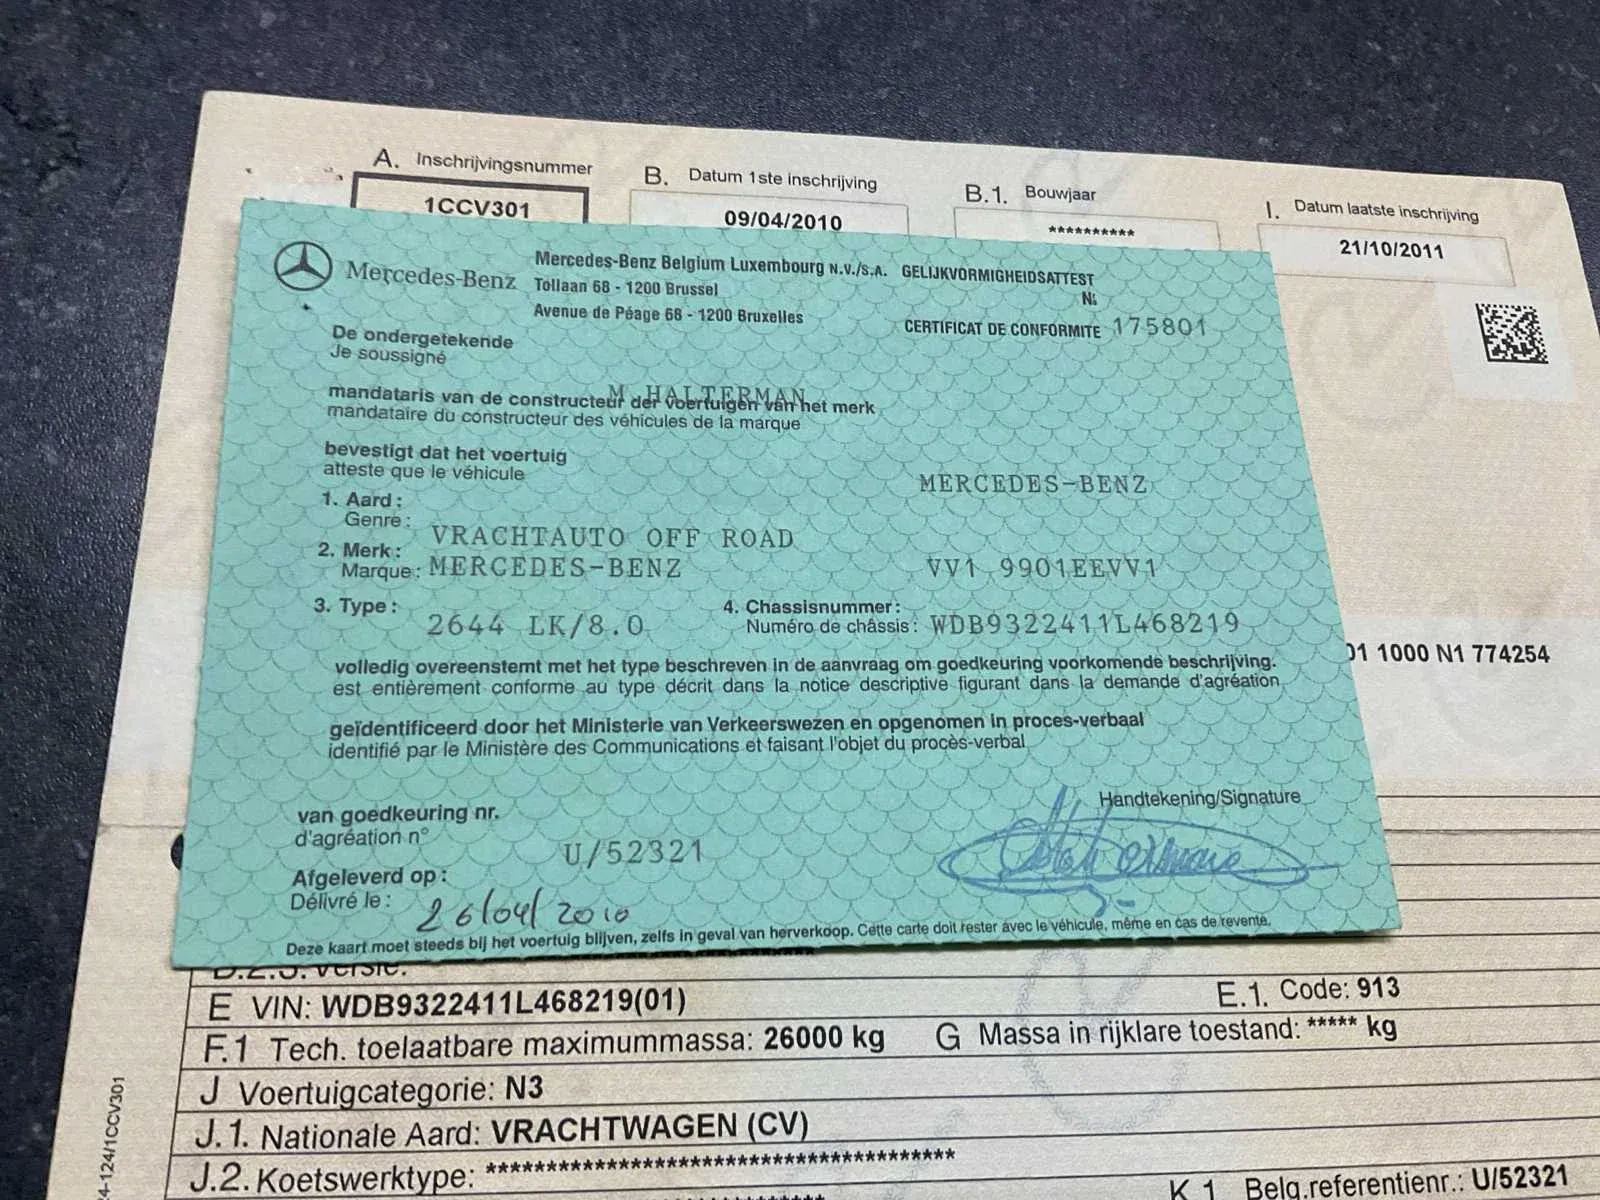 A. Inschrijvingsnummer
1CCV301
B. Datum 1ste inschrijving
09/04/2010
B.1. Bouwjaar
**********
I. Datum laatste inschrijving
21/10/2011
Mercedes-Benz
Mercedes-Benz Belgium Luxembourg N.V./S.A.
Tollaan 68 - 1200 Brussel
Avenue de Péage 68 - 1200 Bruxelles
GELIJKVORMIGHEIDSATTEST
Nr
CERTIFICAT DE CONFORMITE 175801
De ondergetekende
Je soussigné
M HALTERMAN
mandataris van de constructeur der voertuigen van het merk
mandataire du constructeur des véhicules de la marque
bevestigt dat het voertuig
atteste que le véhicule
MERCEDES-BENZ
1. Aard :
Genre : VRACHTAUTO OFF ROAD
2. Merk :
Marque : MERCEDES-BENZ VV1 9901EEVV1
3. Type : 2644 LK/8.0
4. Chassisnummer :
Numéro de châssis : WDB9322411L468219
volledig overeenstemt met het type beschreven in de aanvraag om goedkeuring voorkomende beschrijving.
est entièrement conforme au type décrit dans la notice descriptive figurant dans la demande d'agréation
geïdentificeerd door het Ministerie van Verkeerswezen en opgenomen in proces-verbaal
identifié par le Ministère des Communications et faisant l'objet du procès-verbal
van goedkeuring nr.
d'agréation n° U/52321
Handtekening/Signature
Afgeleverd op :
Délivré le : 26/04/2010
Deze kaart moet steeds bij het voertuig blijven, zelfs in geval van herverkoop. Cette carte doit rester avec le véhicule, même en cas de revente.
01 1000 N1 774254
D.2.3. Versie:
E VIN: WDB9322411L468219(01)
E.1. Code: 913
F.1 Tech. toelaatbare maximummassa: 26000 kg
G Massa in rijklare toestand: ***** kg
J Voertuigcategorie: N3
J.1. Nationale Aard: VRACHTWAGEN (CV)
J.2. Koetswerktype: ***************************************
K.1 Belg.referentienr.: U/52321
4-124/1CCV301